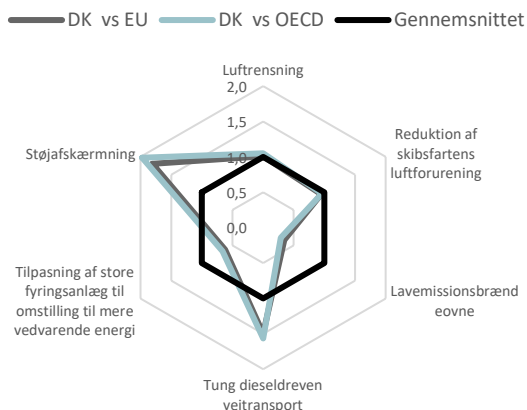 DK vs EU
DK vs OECD
Gennemsnittet
Luftrensning
2,0
1,5
1,0
0,5
0,0
Reduktion af
skibsfartens
luftforurening
Lavemissionsbrænd
eovne
Tung dieseldreven
vejtransport
Tilpasning af store
fyringsanlæg til
omstilling til mere
vedvarende energi
Støjafskærmning